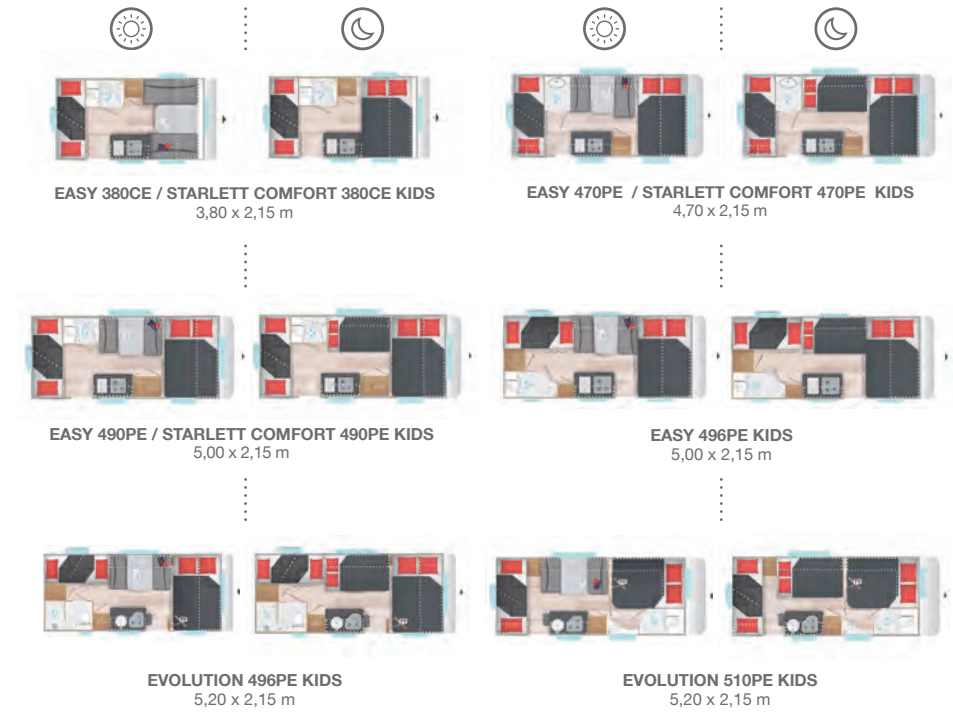 EASY 380CE / STARLETT COMFORT 380CE KIDS
3,80 x 2,15 m
EASY 470PE / STARLETT COMFORT 470PE KIDS
4,70 x 2,15 m
EASY 490PE / STARLETT COMFORT 490PE KIDS
5,00 x 2,15 m
EASY 496PE KIDS
5,00 x 2,15 m
EVOLUTION 496PE KIDS
5,20 x 2,15 m
EVOLUTION 510PE KIDS
5,20 x 2,15 m